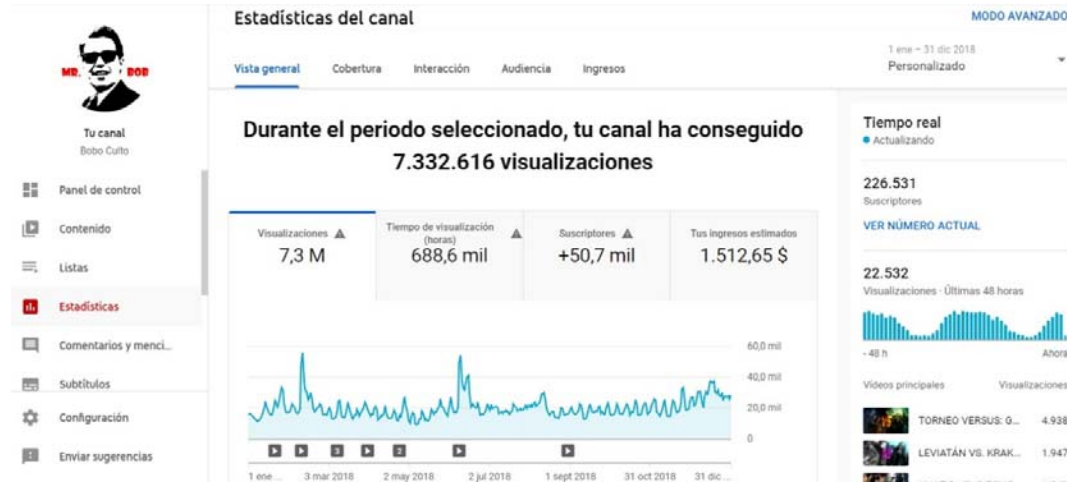 Estadísticas del canal
MODO AVANZADO
MR. BOB
Tu canal
Bobo Culto
Panel de control
Contenido
Listas
Estadísticas
Comentarios y menci...
Subtítulos
Configuración
Enviar sugerencias
Vista general
Cobertura
Interacción
Audiencia
Ingresos
1 ene – 31 dic 2018
Personalizado
Durante el periodo seleccionado, tu canal ha conseguido
7.332.616 visualizaciones
Visualizaciones
7,3 M
Tiempo de visualización
(horas)
688,6 mil
Suscriptores
+50,7 mil
Tus ingresos estimados
1.512,65 $
60,0 mil
40,0 mil
20,0 mil
0
3
2
1 ene ...
3 mar 2018
2 may 2018
2 jul 2018
1 sept 2018
31 oct 2018
31 dic ...
Tiempo real
Actualizando
226.531
Suscriptores
VER NÚMERO ACTUAL
22.532
Visualizaciones · Últimas 48 horas
- 48 h
Ahora
Vídeos principales
Visualizaciones
TORNEO VERSUS: G...
4.938
LEVIATÁN VS. KRAK...
1.947